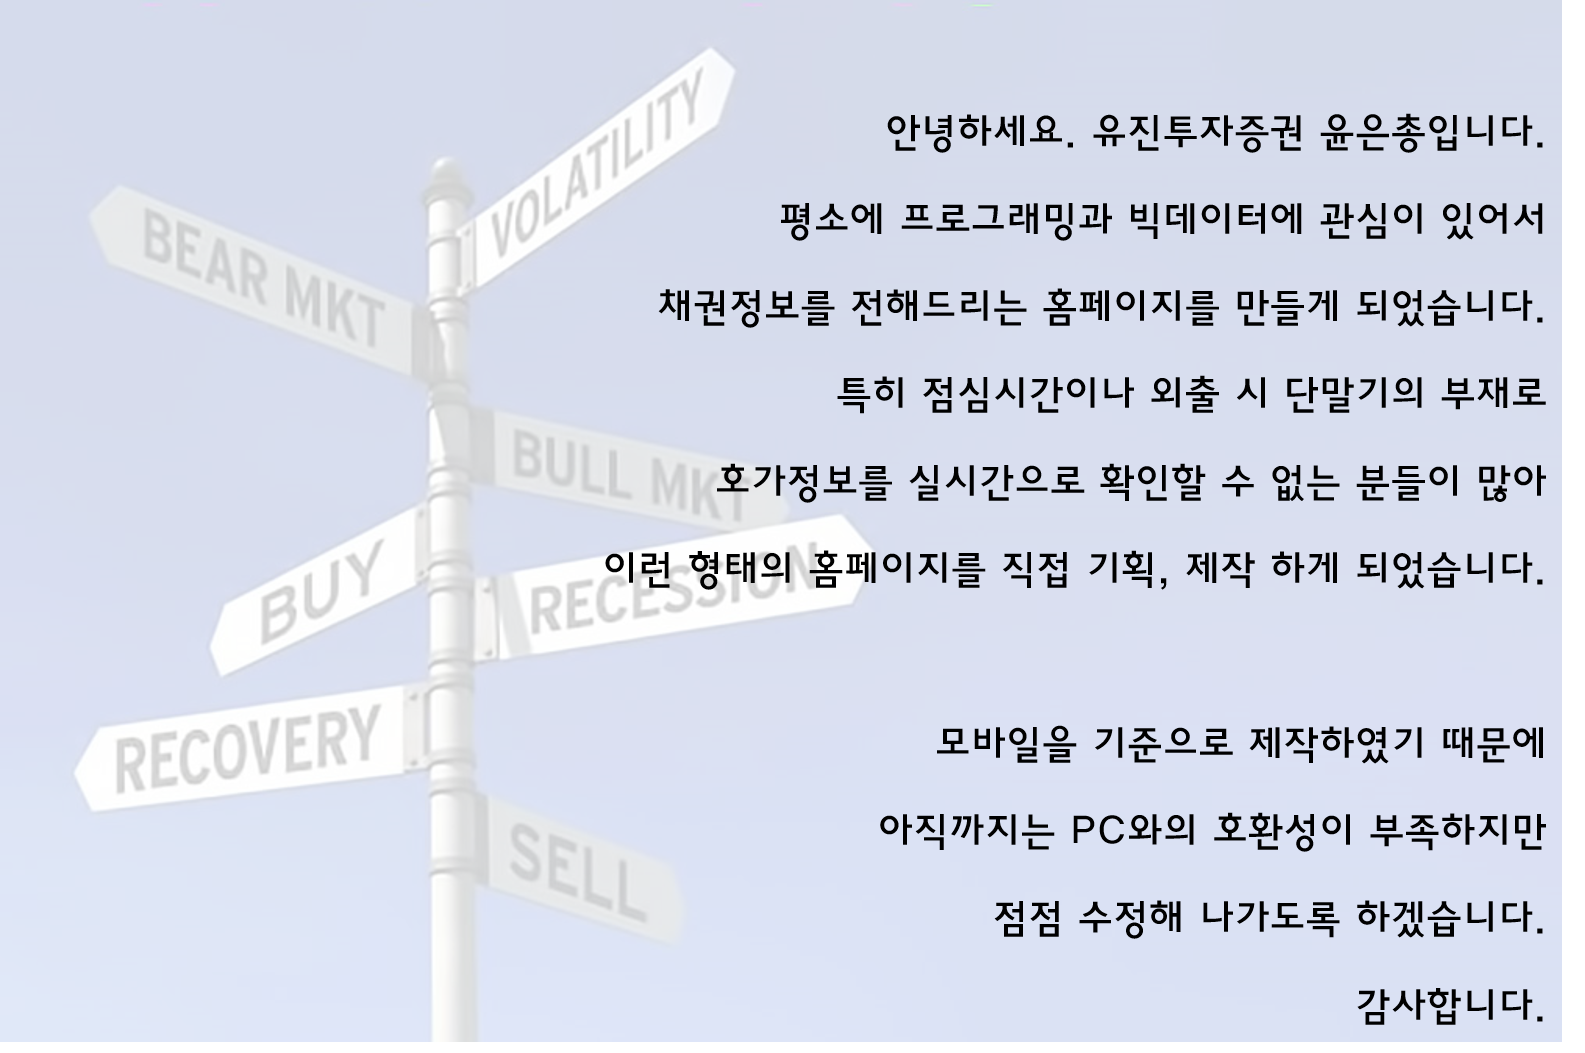 안녕하세요. 유진투자증권 윤은총입니다.
평소에 프로그래밍과 빅데이터에 관심이 있어서
채권정보를 전해드리는 홈페이지를 만들게 되었습니다.
특히 점심시간이나 외출 시 단말기의 부재로
호가정보를 실시간으로 확인할 수 없는 분들이 많아
이런 형태의 홈페이지를 직접 기획, 제작 하게 되었습니다.
모바일을 기준으로 제작하였기 때문에
아직까지는 PC와의 호환성이 부족하지만
점점 수정해 나가도록 하겠습니다.
감사합니다.
VOLATILITY
BEAR MKT
BULL MKT
BUY
RECESSION
RECOVERY
SELL